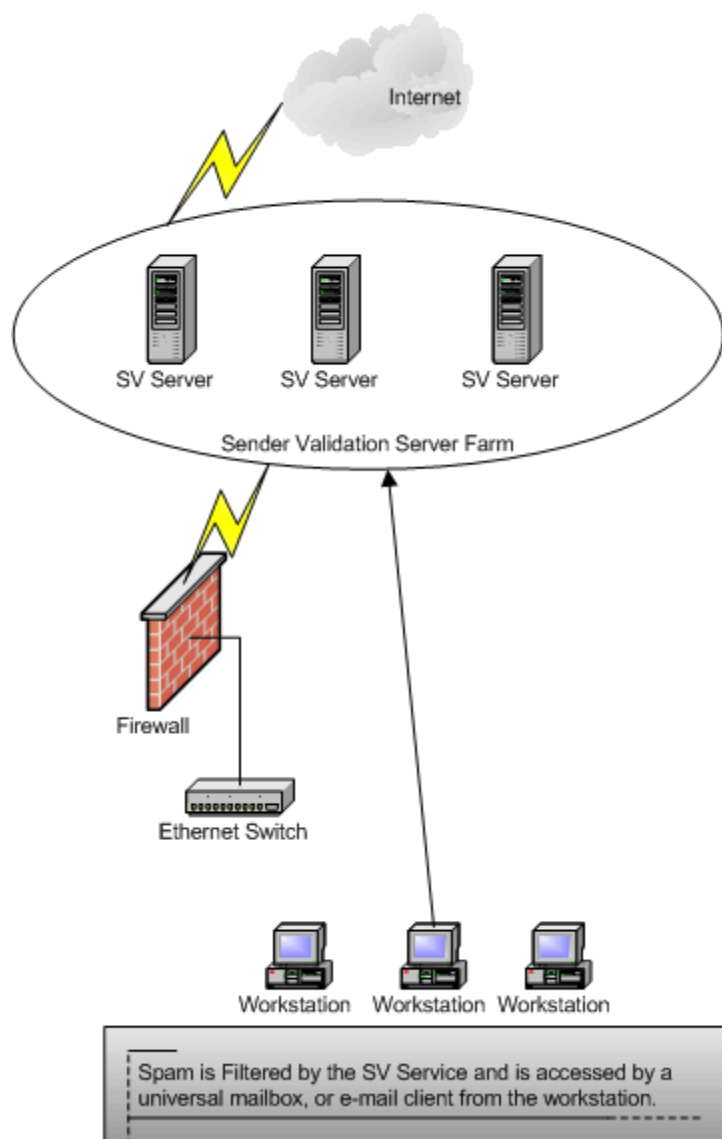 Internet
SV Server
SV Server
SV Server
Sender Validation Server Farm
Firewall
Ethernet Switch
Workstation
Workstation
Workstation
Spam is Filtered by the SV Service and is accessed by a
universal mailbox, or e-mail client from the workstation.